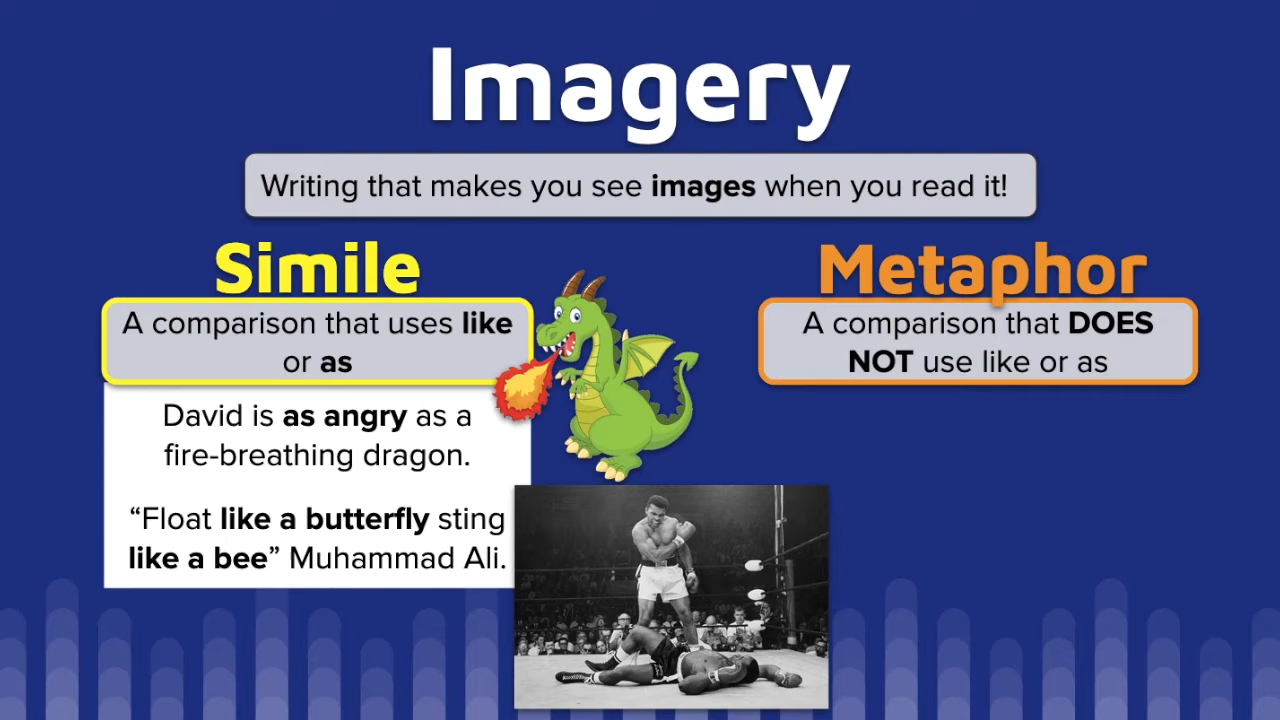 Imagery
Writing that makes you see images when you read it!
Simile
A comparison that uses like
or as
David is as angry as a
fire-breathing dragon.
“Float like a butterfly sting
like a bee” Muhammad Ali.
Metaphor
A comparison that DOES
NOT use like or as